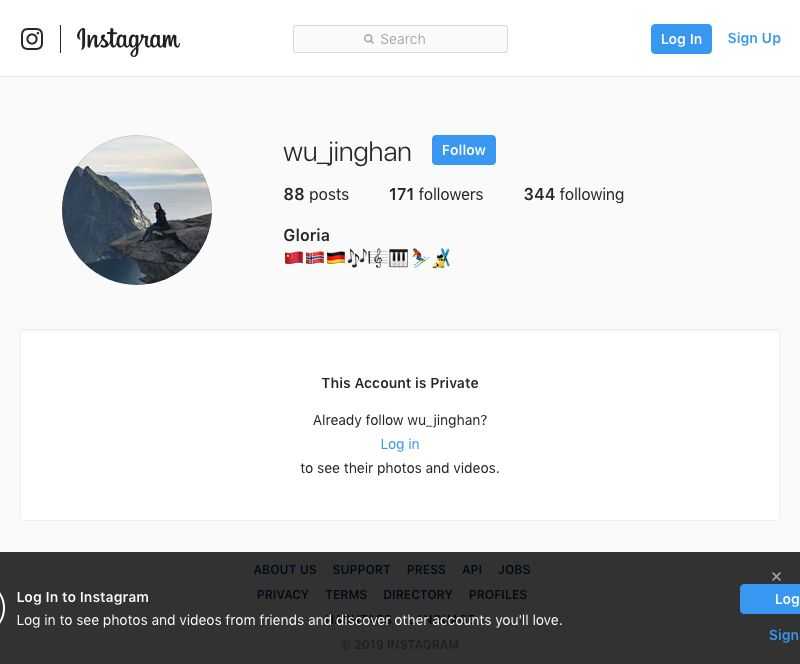 Instagram
Search
Log In
Sign Up
wu_jinghan
Follow
88 posts 171 followers 344 following
Gloria
🇨🇳🇳🇴🇩🇪🎶🎼🎹⛷🤿
This Account is Private
Already follow wu_jinghan?
Log in
to see their photos and videos.
ABOUT US SUPPORT PRESS API JOBS
PRIVACY TERMS DIRECTORY PROFILES
Log In to Instagram
Log in to see photos and videos from friends and discover other accounts you'll love.
© 2019 INSTAGRAM
×
Log
Sign